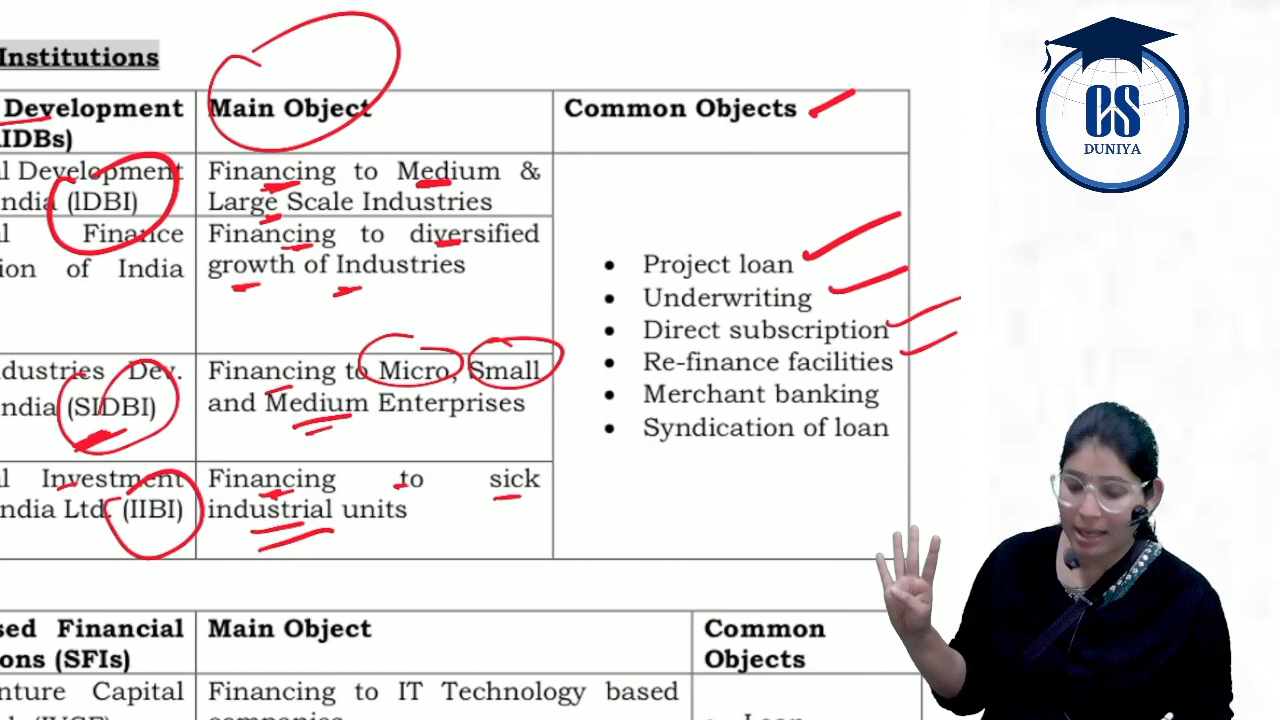 Institutions
Development Main Object Common Objects
IDBs)
Development Financing to Medium &
(IDBI) Large Scale Industries
Finance Financing to diversified
ion of India growth of Industries
• Project loan
• Underwriting
• Direct subscription
• Re-finance facilities
• Merchant banking
• Syndication of loan
dustries Dev. Financing to Micro, Small
ndia (SIDBI) and Medium Enterprises
Investment Financing to sick
ndia Ltd. (IIBI) industrial units
sed Financial Main Object Common
ons (SFIs) Objects
nture Capital Financing to IT Technology based
CS
DUNIYA